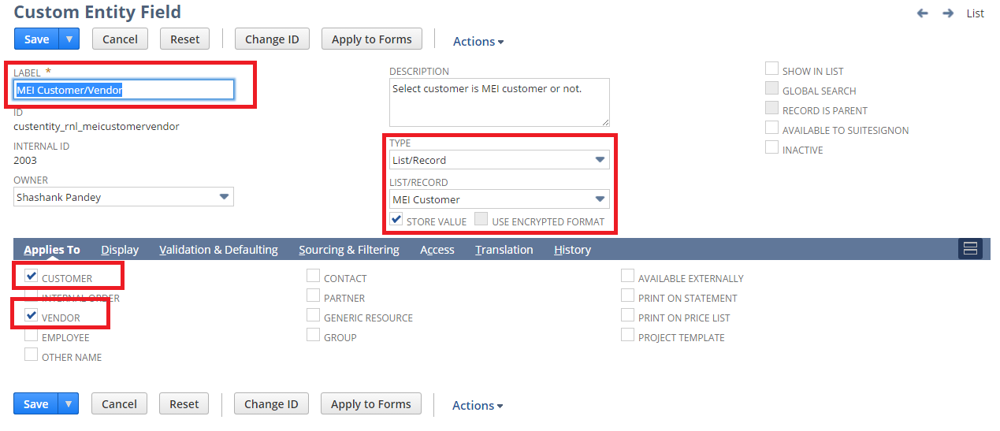 Custom Entity Field
List
Save Cancel Reset Change ID Apply to Forms Actions
LABEL *
MEI Customer/Vendor
ID
custentity_rnl_meicustomervendor
INTERNAL ID
2003
OWNER
Shashank Pandey
DESCRIPTION
Select customer is MEI customer or not.
TYPE
List/Record
LIST/RECORD
MEI Customer
STORE VALUE USE ENCRYPTED FORMAT
SHOW IN LIST
GLOBAL SEARCH
RECORD IS PARENT
AVAILABLE TO SUITESIGNON
INACTIVE
Applies To Display Validation & Defaulting Sourcing & Filtering Access Translation History
CUSTOMER
INTERNAL ORDER
VENDOR
EMPLOYEE
OTHER NAME
CONTACT
PARTNER
GENERIC RESOURCE
GROUP
AVAILABLE EXTERNALLY
PRINT ON STATEMENT
PRINT ON PRICE LIST
PROJECT TEMPLATE
Save Cancel Reset Change ID Apply to Forms Actions